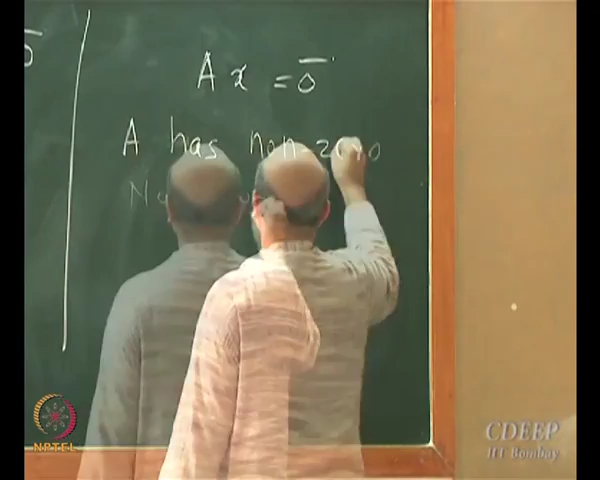 Ax = 0̅
A has non-zero
NPTEL
CDEEP
IIT Bombay